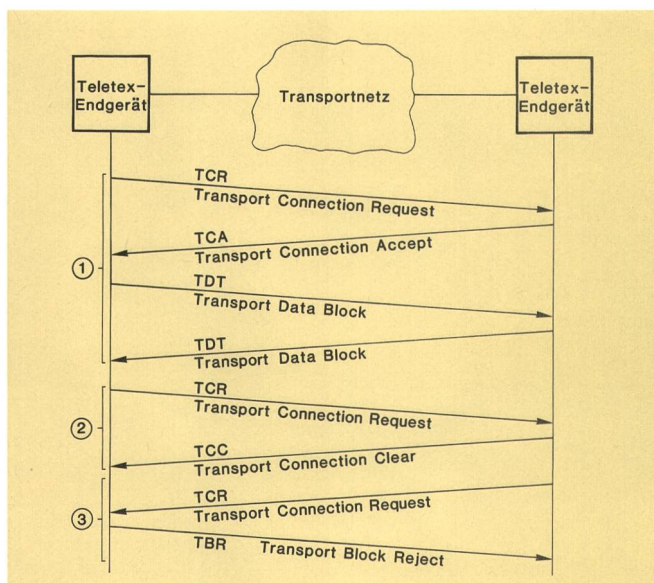 Teletex-
Endgerät
Transportnetz
Teletex-
Endgerät
①
TCR
Transport Connection Request
TCA
Transport Connection Accept
TDT
Transport Data Block
TDT
Transport Data Block
②
TCR
Transport Connection Request
TCC
Transport Connection Clear
③
TCR
Transport Connection Request
TBR Transport Block Reject